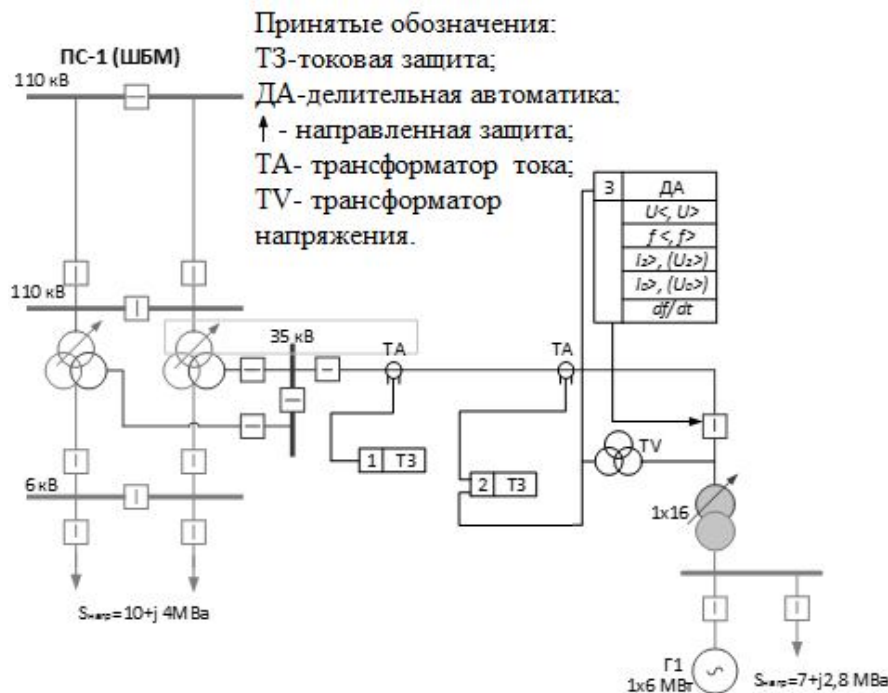 Принятые обозначения:
ТЗ-токовая защита;
ДА-делительная автоматика:
↑ - направленная защита;
ТА- трансформатор тока;
TV- трансформатор
напряжения.
ПС-1 (ШБМ)
110 кВ
110 кВ
35 кВ
6 кВ
ТА
ТА
TV
3 ДА
U<, U>
f <, f>
I₂>, (U₂>)
I₀>, (U₀>)
df/dt
1 ТЗ
2 ТЗ
1х16
Sнагр=10+j 4МВа
Г1
1х6 МВт
Sнагр=7+j2,8 МВа